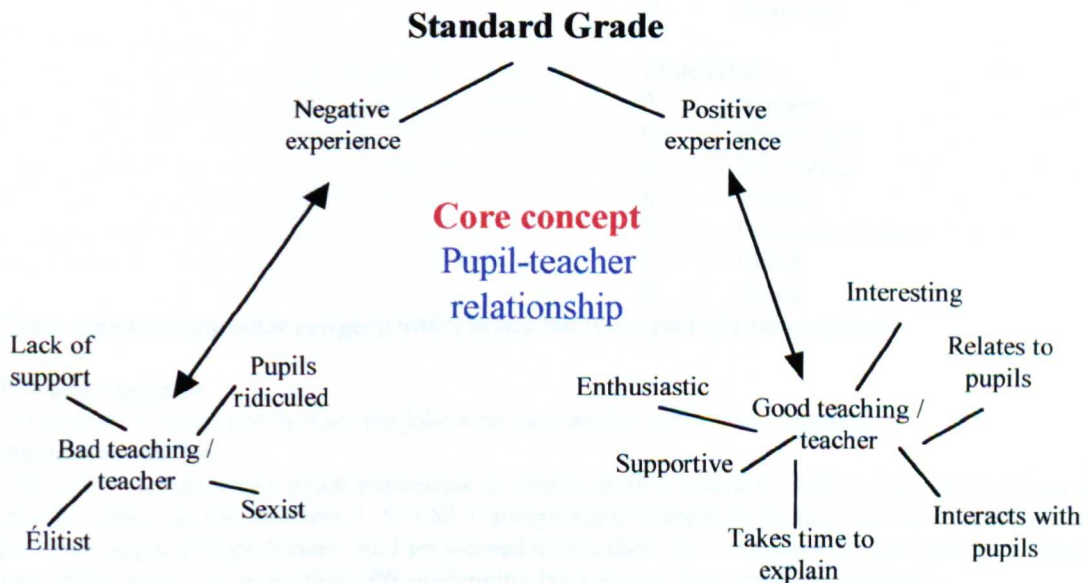 Standard Grade
Negative
experience
Positive
experience
Core concept
Pupil-teacher
relationship
Lack of
support
Pupils
ridiculed
Bad teaching /
teacher
Élitist
Sexist
Interesting
Relates to
pupils
Enthusiastic
Good teaching /
teacher
Supportive
Takes time to
explain
Interacts with
pupils